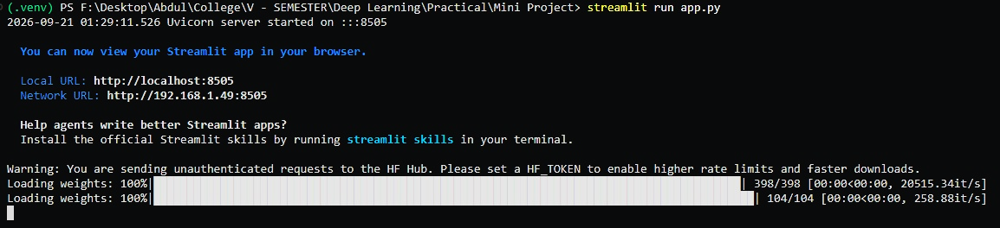 (.venv) PS F:\Desktop\Abdul\College\V - SEMESTER\Deep Learning\Practical\Mini Project> streamlit run app.py
2026-09-21 01:29:11.526 Uvicorn server started on :::8505
You can now view your Streamlit app in your browser.
Local URL: http://localhost:8505
Network URL: http://192.168.1.49:8505
Help agents write better Streamlit apps?
Install the official Streamlit skills by running streamlit skills in your terminal.
Warning: You are sending unauthenticated requests to the HF Hub. Please set a HF_TOKEN to enable higher rate limits and faster downloads.
Loading weights: 100%|██████████| 398/398 [00:00<00:00, 20515.34it/s]
Loading weights: 100%|██████████| 104/104 [00:00<00:00, 258.88it/s]